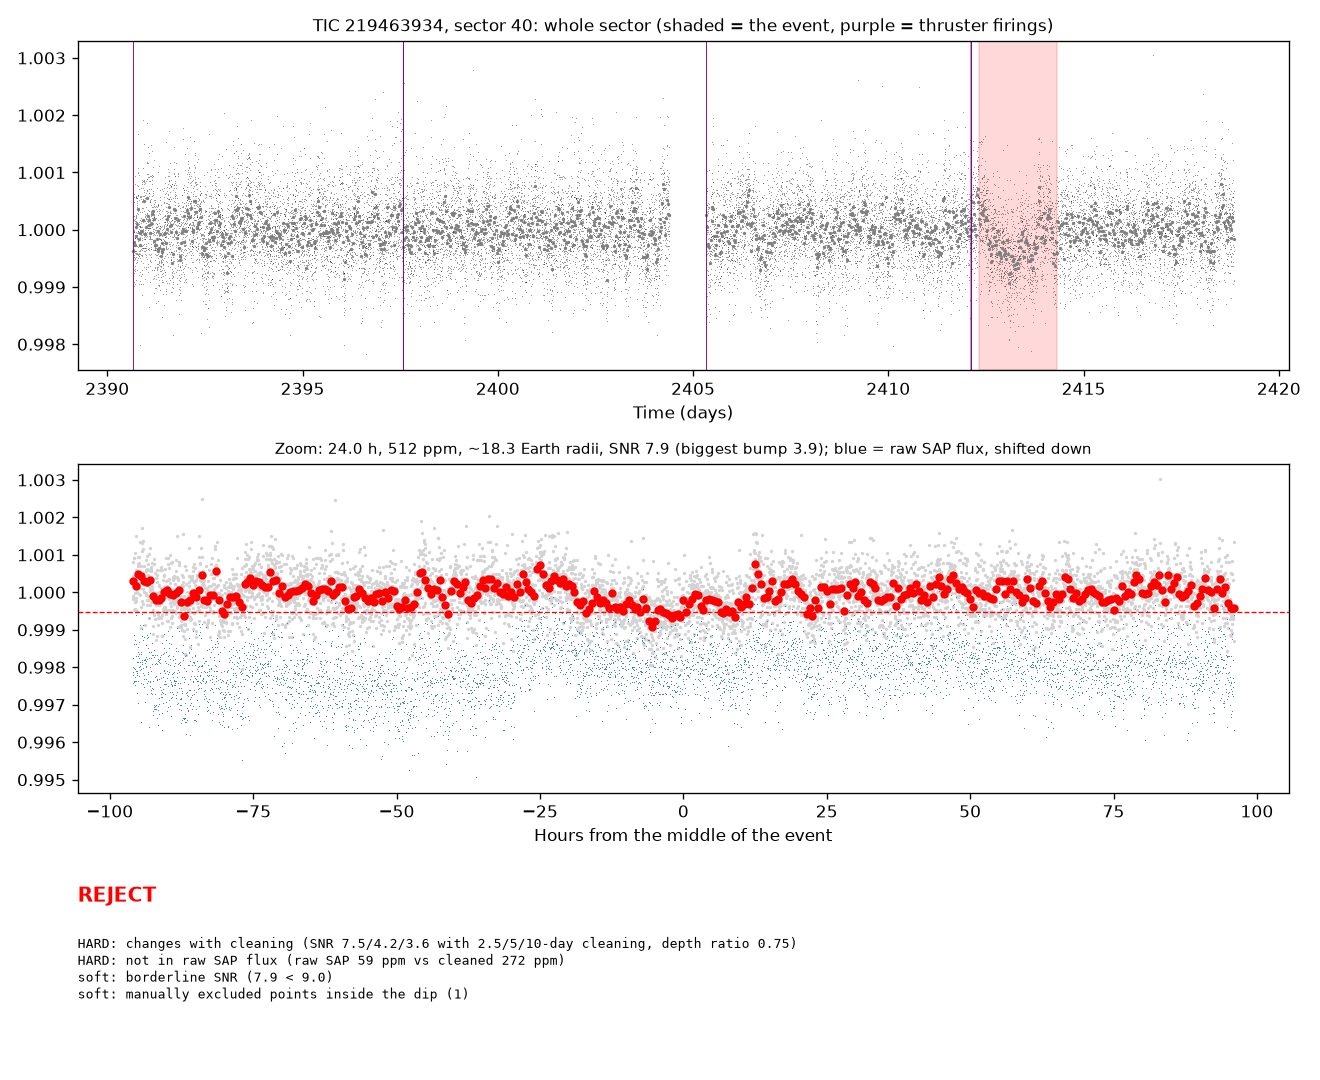 TIC 219463934, sector 40: whole sector (shaded = the event, purple = thruster firings)
1.003
1.002
1.001
1.000
0.999
0.998
2390 2395 2400 2405 2410 2415 2420
Time (days)
Zoom: 24.0 h, 512 ppm, ~18.3 Earth radii, SNR 7.9 (biggest bump 3.9); blue = raw SAP flux, shifted down
1.003
1.002
1.001
1.000
0.999
0.998
0.997
0.996
0.995
−100 −75 −50 −25 0 25 50 75 100
Hours from the middle of the event
REJECT
HARD: changes with cleaning (SNR 7.5/4.2/3.6 with 2.5/5/10-day cleaning, depth ratio 0.75)
HARD: not in raw SAP flux (raw SAP 59 ppm vs cleaned 272 ppm)
soft: borderline SNR (7.9 < 9.0)
soft: manually excluded points inside the dip (1)